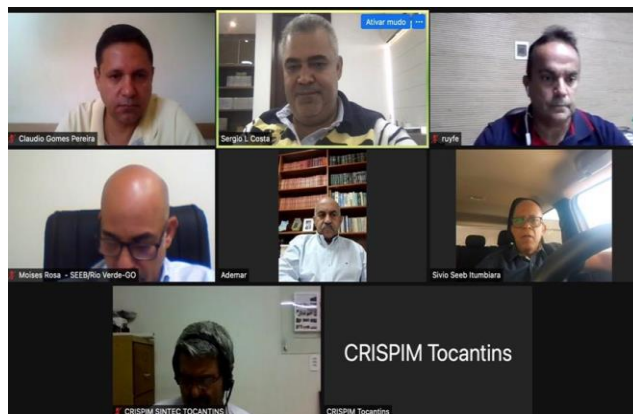 Ativar mudo
Claudio Gomes Pereira
Sergio L Costa
ruyfe
Moises Rosa - SEEB/Rio Verde-GO
Ademar
Sivio Seeb Itumbiara
CRISPIM Tocantins
CRISPIM SINTEC TOCANTINS
CRISPIM Tocantins